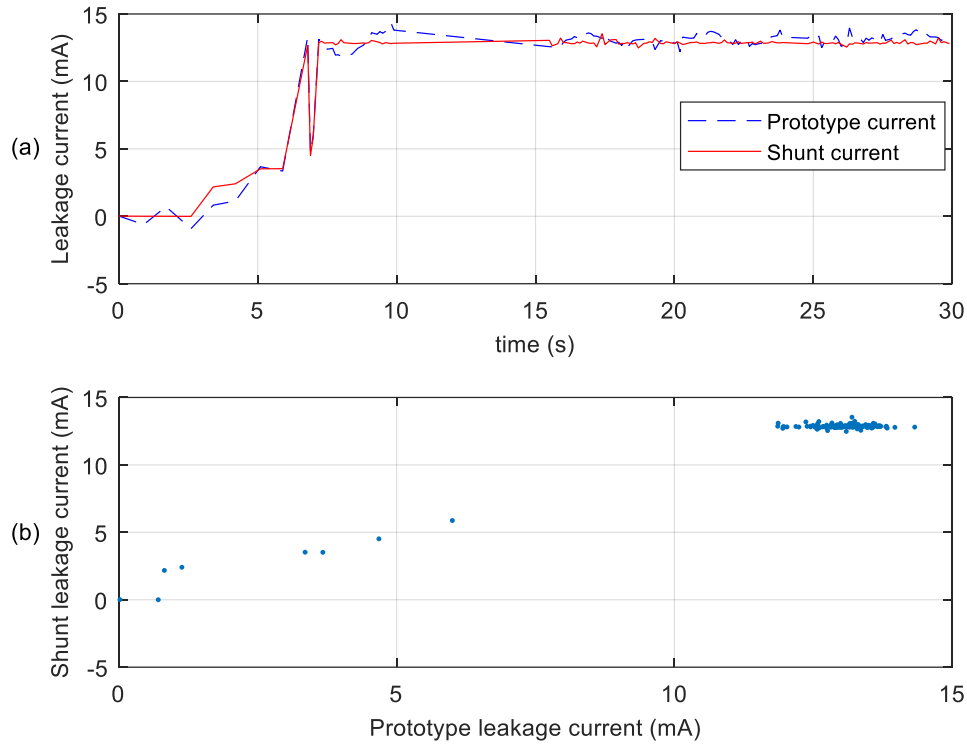 15
10
5
0
-5
Leakage current (mA)
(a)
Prototype current
Shunt current
0 5 10 15 20 25 30
time (s)
15
10
5
0
-5
Shunt leakage current (mA)
(b)
0 5 10 15
Prototype leakage current (mA)